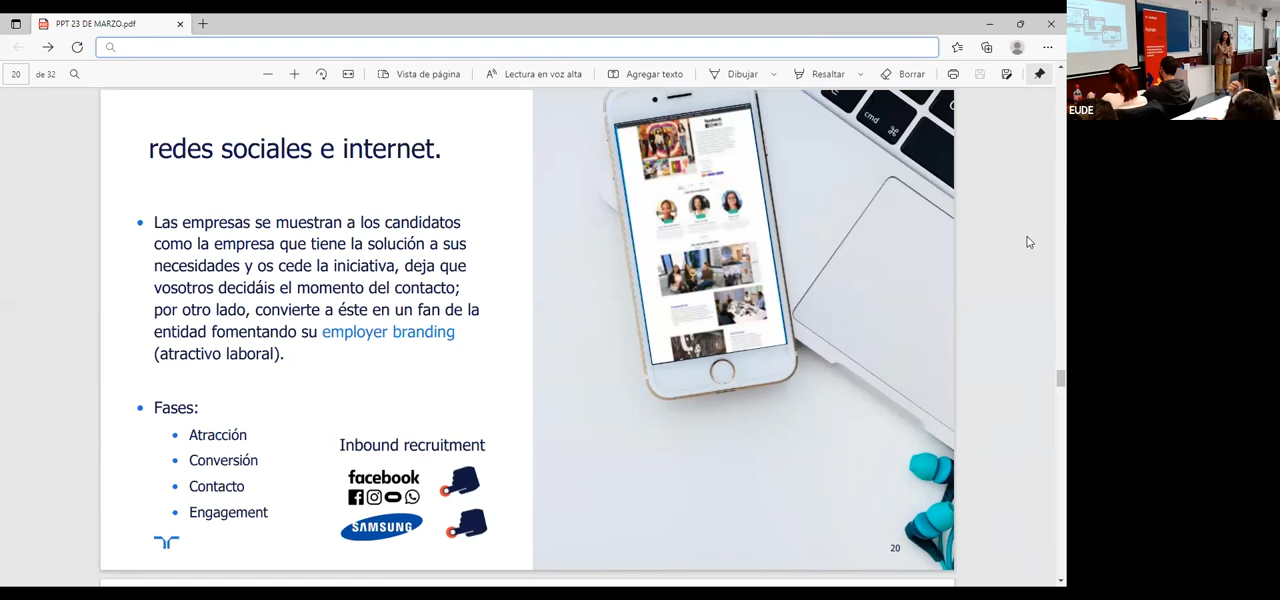 PPT 23 DE MARZO.pdf
20 de 32
Vista de página
Lectura en voz alta
Agregar texto
Dibujar
Resaltar
Borrar
EUDE
redes sociales e internet.
Las empresas se muestran a los candidatos
como la empresa que tiene la solución a sus
necesidades y os cede la iniciativa, deja que
vosotros decidáis el momento del contacto;
por otro lado, convierte a éste en un fan de la
entidad fomentando su employer branding
(atractivo laboral).
Fases:
Atracción
Conversión
Contacto
Engagement
Inbound recruitment
facebook
SAMSUNG
cmd
facebook
20